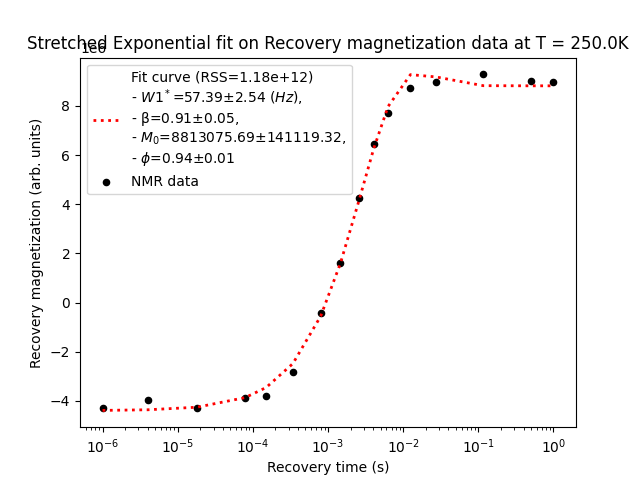 Stretched Exponential fit on Recovery magnetization data at T = 250.0K
1e6
Fit curve (RSS=1.18e+12)
- W1*=57.39±2.54 (Hz),
- β=0.91±0.05,
- M₀=8813075.69±141119.32,
- ϕ=0.94±0.01
NMR data
8
6
4
2
0
−2
−4
Recovery magnetization (arb. units)
10⁻⁶ 10⁻⁵ 10⁻⁴ 10⁻³ 10⁻² 10⁻¹ 10⁰
Recovery time (s)